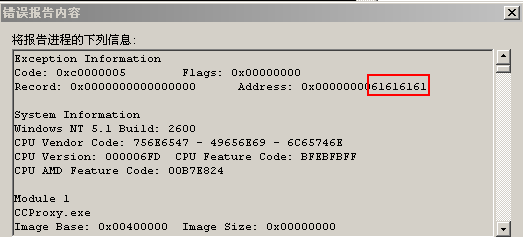 错误报告内容
将报告进程的下列信息:
Exception Information
Code: 0xc0000005 Flags: 0x00000000
Record: 0x0000000000000000 Address: 0x0000000061616161
System Information
Windows NT 5.1 Build: 2600
CPU Vendor Code: 756E6547 - 49656E69 - 6C65746E
CPU Version: 000006FD CPU Feature Code: BFEBFBFF
CPU AMD Feature Code: 00B7E824
Module 1
CCProxy.exe
Image Base: 0x00400000 Image Size: 0x00000000